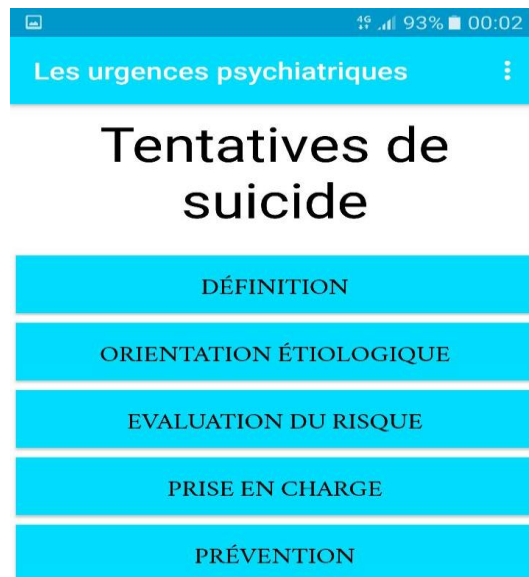 4G 93% 00:02
Les urgences psychiatriques
Tentatives de
suicide
DÉFINITION
ORIENTATION ÉTIOLOGIQUE
EVALUATION DU RISQUE
PRISE EN CHARGE
PRÉVENTION